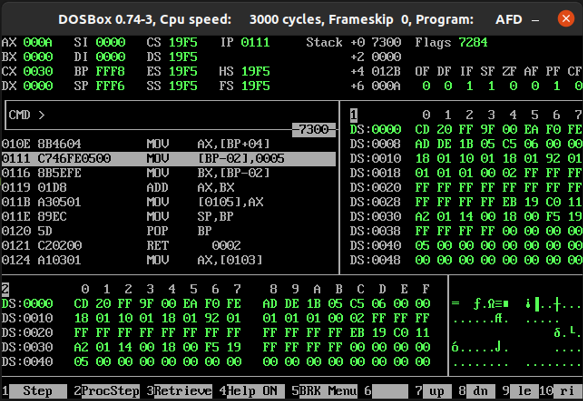 DOSBox 0.74-3, Cpu speed: 3000 cycles, Frameskip 0, Program: AFD
AX 000A SI 0000 CS 19F5 IP 0111 Stack +0 7300 Flags 7284
BX 0000 DI 0000 DS 19F5 +2 0000
CX 0030 BP FFF8 ES 19F5 HS 19F5 +4 012B OF DF IF SF ZF AF PF CF
DX 0000 SP FFF6 SS 19F5 FS 19F5 +6 000A 0 0 1 1 0 0 1 0
CMD >
-7300-
010E 8B4604 MOV AX,[BP+04]
0111 C746FE0500 MOV [BP-02],0005
0116 8B5EFE MOV BX,[BP-02]
0119 01D8 ADD AX,BX
011B A30501 MOV [0105],AX
011E 89EC MOV SP,BP
0120 5D POP BP
0121 C20200 RET 0002
0124 A10301 MOV AX,[0103]
1 0 1 2 3 4 5 6 7
DS:0000 CD 20 FF 9F 00 EA F0 FE
DS:0008 AD DE 1B 05 C5 06 00 00
DS:0010 18 01 10 01 18 01 92 01
DS:0018 01 01 01 00 02 FF FF FF
DS:0020 FF FF FF FF FF FF FF FF
DS:0028 FF FF FF FF EB 19 C0 11
DS:0030 A2 01 14 00 18 00 F5 19
DS:0038 FF FF FF FF 00 00 00 00
DS:0040 05 00 00 00 00 00 00 00
DS:0048 00 00 00 00 00 00 00 00
2 0 1 2 3 4 5 6 7 8 9 A B C D E F
DS:0000 CD 20 FF 9F 00 EA F0 FE AD DE 1B 05 C5 06 00 00
DS:0010 18 01 10 01 18 01 92 01 01 01 01 00 02 FF FF FF
DS:0020 FF FF FF FF FF FF FF FF FF FF FF FF EB 19 C0 11
DS:0030 A2 01 14 00 18 00 F5 19 FF FF FF FF 00 00 00 00
DS:0040 05 00 00 00 00 00 00 00 00 00 00 00 00 00 00 00
1 Step 2 ProcStep 3 Retrieve 4 Help ON 5 BRK Menu 6 7 up 8 dn 9 le 10 ri